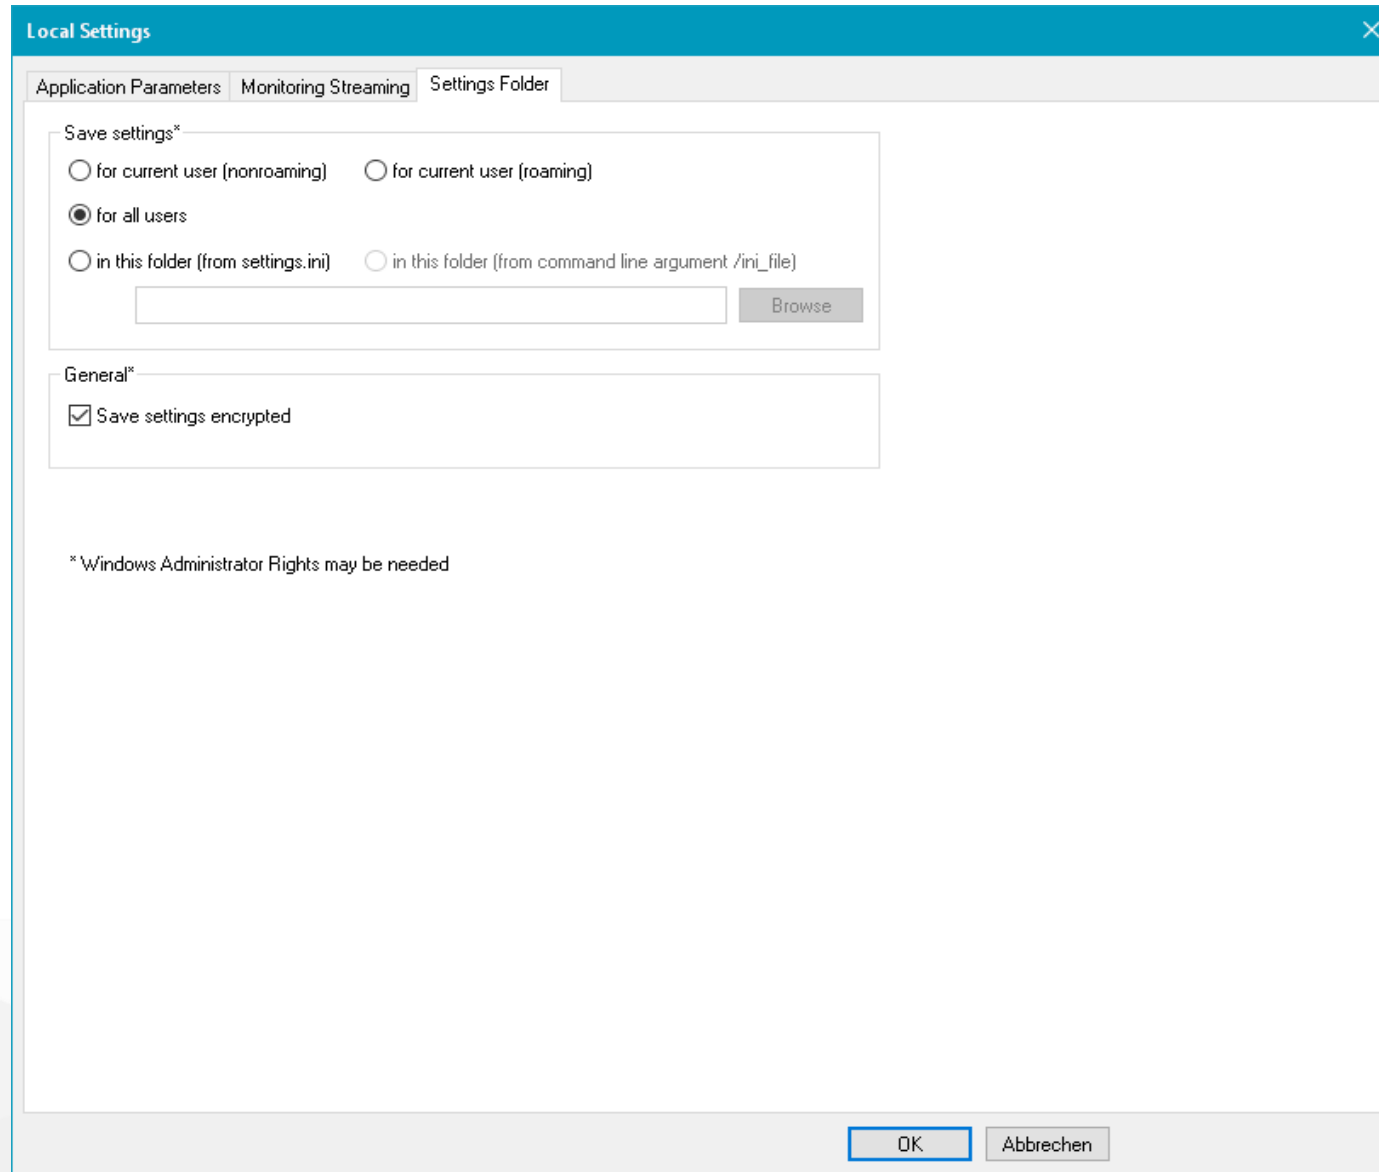 Local Settings
Application Parameters Monitoring Streaming Settings Folder
Save settings*
for current user (nonroaming) for current user (roaming)
for all users
in this folder (from settings.ini) in this folder (from command line argument /ini_file)
Browse
General*
Save settings encrypted
* Windows Administrator Rights may be needed
OK Abbrechen